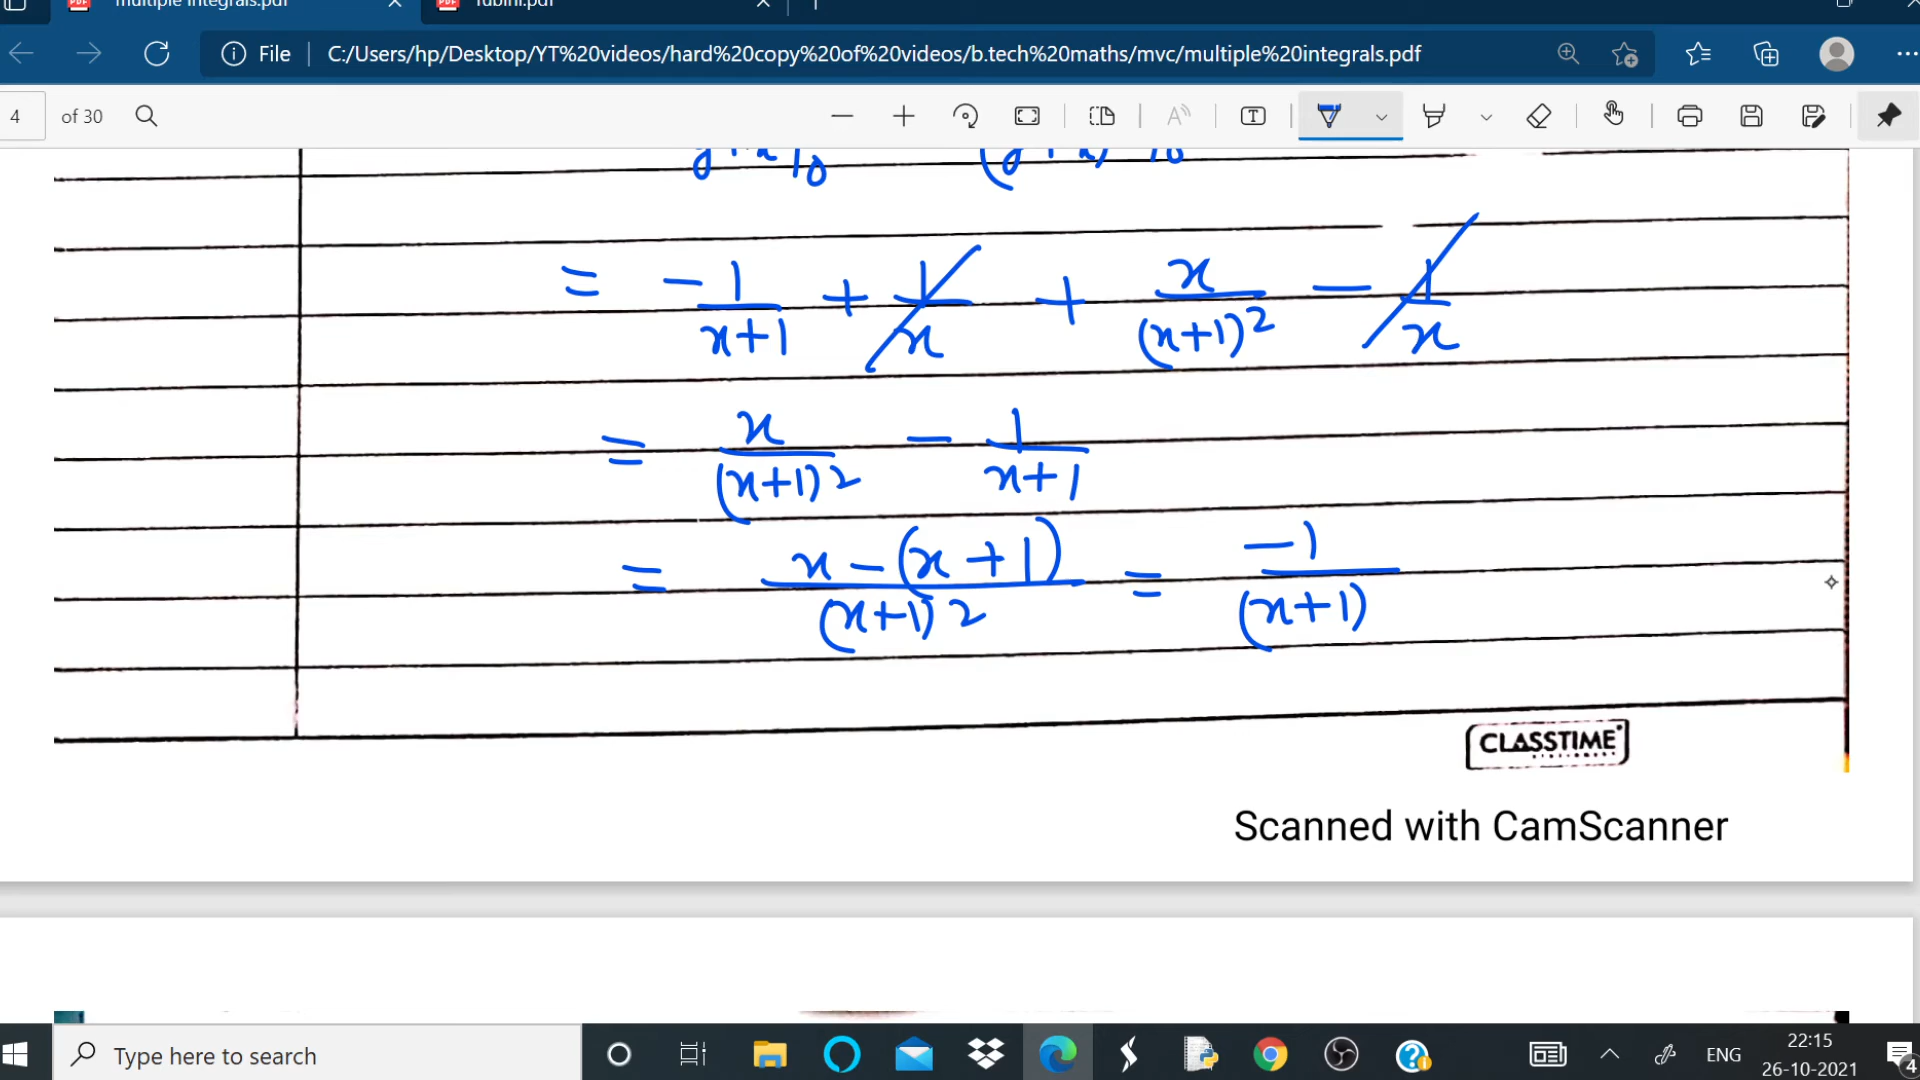 multiple integrals.pdf
fubini.pdf
File C:/Users/hp/Desktop/YT%20videos/hard%20copy%20of%20videos/b.tech%20maths/mvc/multiple%20integrals.pdf
4 of 30
= -1/(x+1) + 1/x + x/(x+1)² - 1/x
= x/(x+1)² - 1/(x+1)
= x-(x+1)/(x+1)² = -1/(x+1)
CLASSTIME
Scanned with CamScanner
Type here to search
ENG
22:15
26-10-2021
4